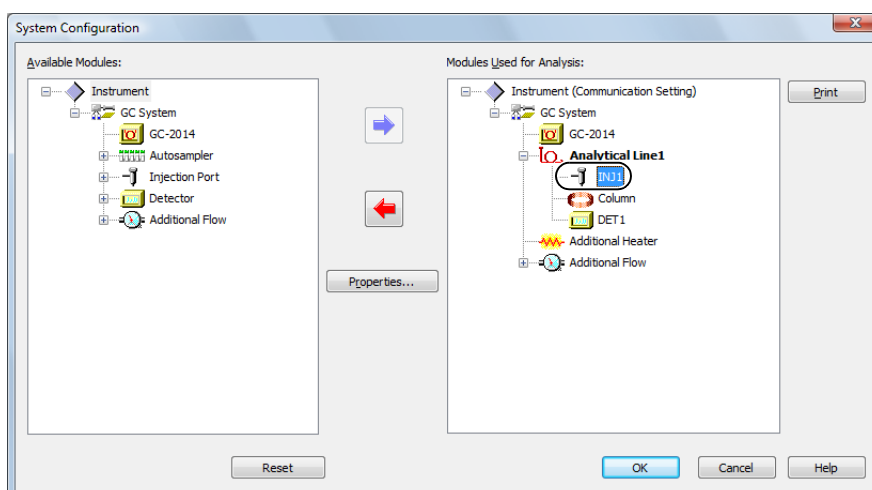 System Configuration
Available Modules:
Instrument
GC System
GC-2014
Autosampler
Injection Port
Detector
Additional Flow
Properties...
Reset
Modules Used for Analysis:
Instrument (Communication Setting)
GC System
GC-2014
Analytical Line1
INJ1
Column
DET1
Additional Heater
Additional Flow
Print
OK
Cancel
Help